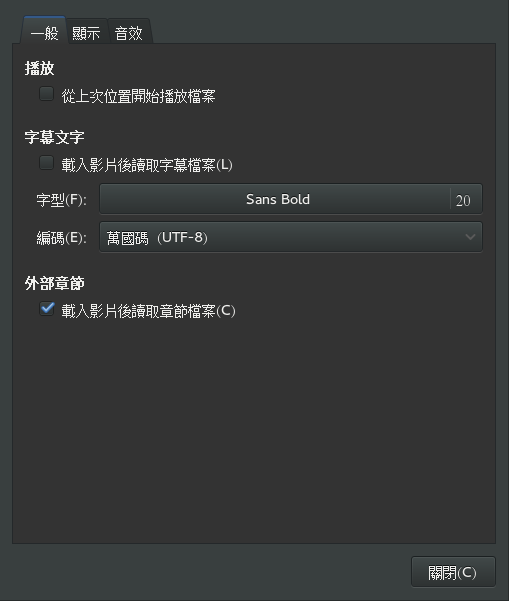 一般 顯示 音效
播放
從上次位置開始播放檔案
字幕文字
載入影片後讀取字幕檔案(L)
字型(F): Sans Bold 20
編碼(E): 萬國碼 (UTF-8)
外部章節
載入影片後讀取章節檔案(C)
關閉(C)